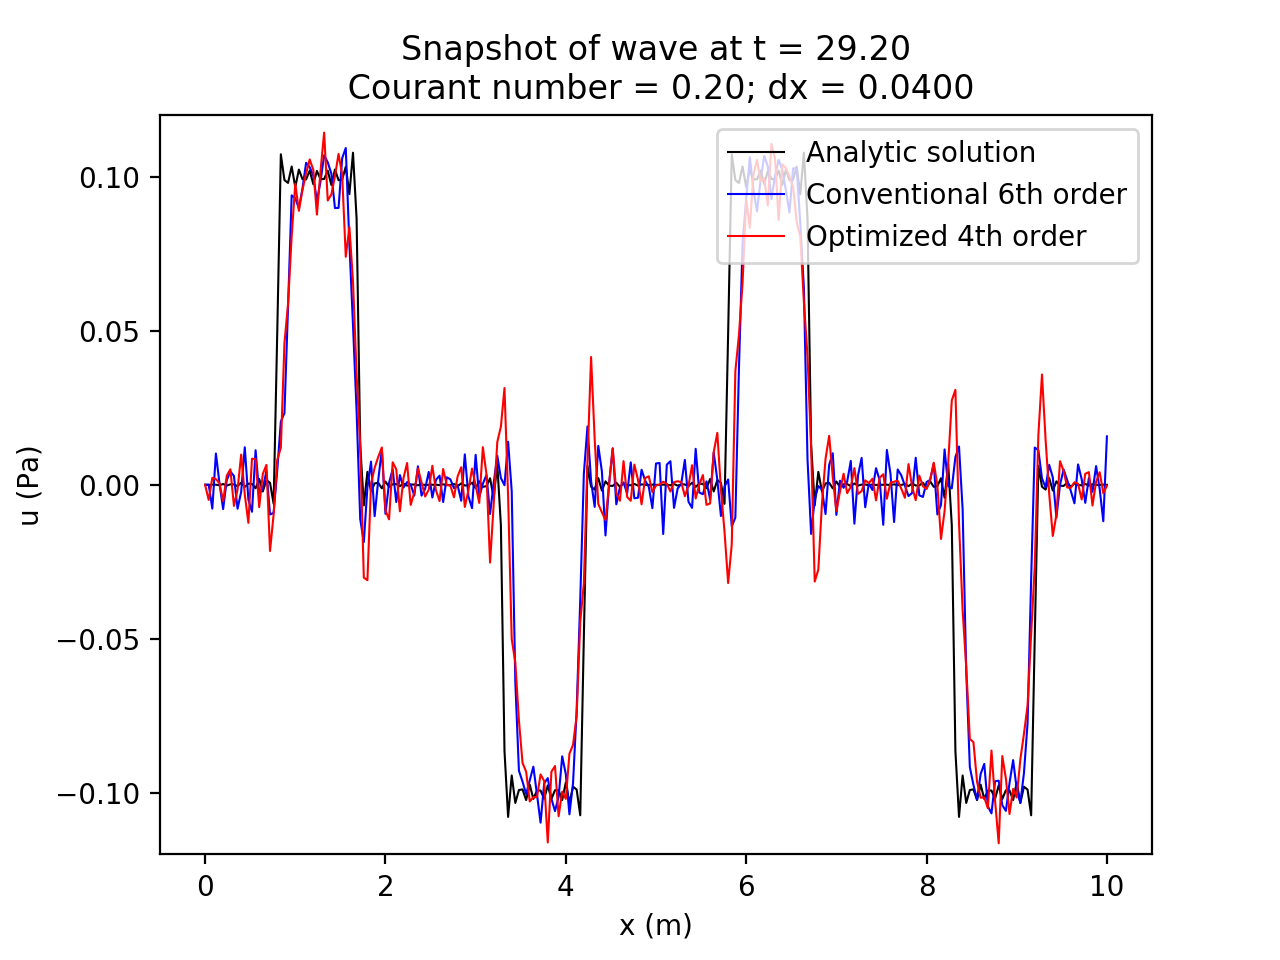 Snapshot of wave at t = 29.20
Courant number = 0.20; dx = 0.0400
Analytic solution
Conventional 6th order
Optimized 4th order
u (Pa)
0.10
0.05
0.00
−0.05
−0.10
0 2 4 6 8 10
x (m)